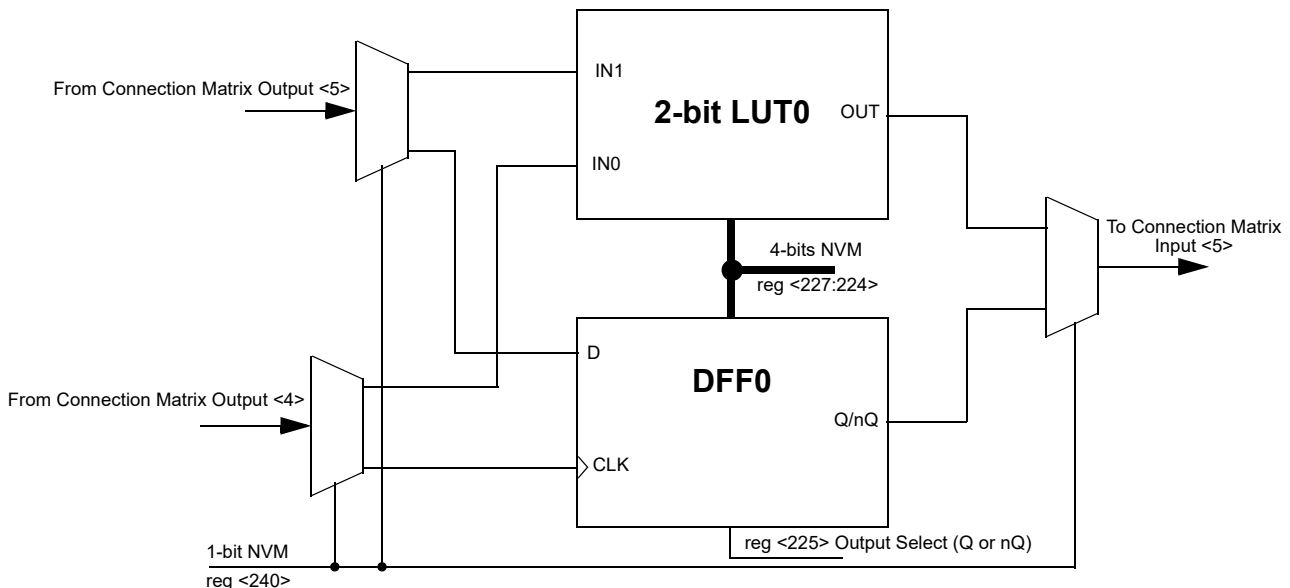 IN1
From Connection Matrix Output <5>
2-bit LUT0
OUT
IN0
To Connection Matrix
Input <5>
4-bits NVM
reg <227:224>
D
DFF0
From Connection Matrix Output <4>
Q/nQ
CLK
reg <225> Output Select (Q or nQ)
1-bit NVM
reg <240>